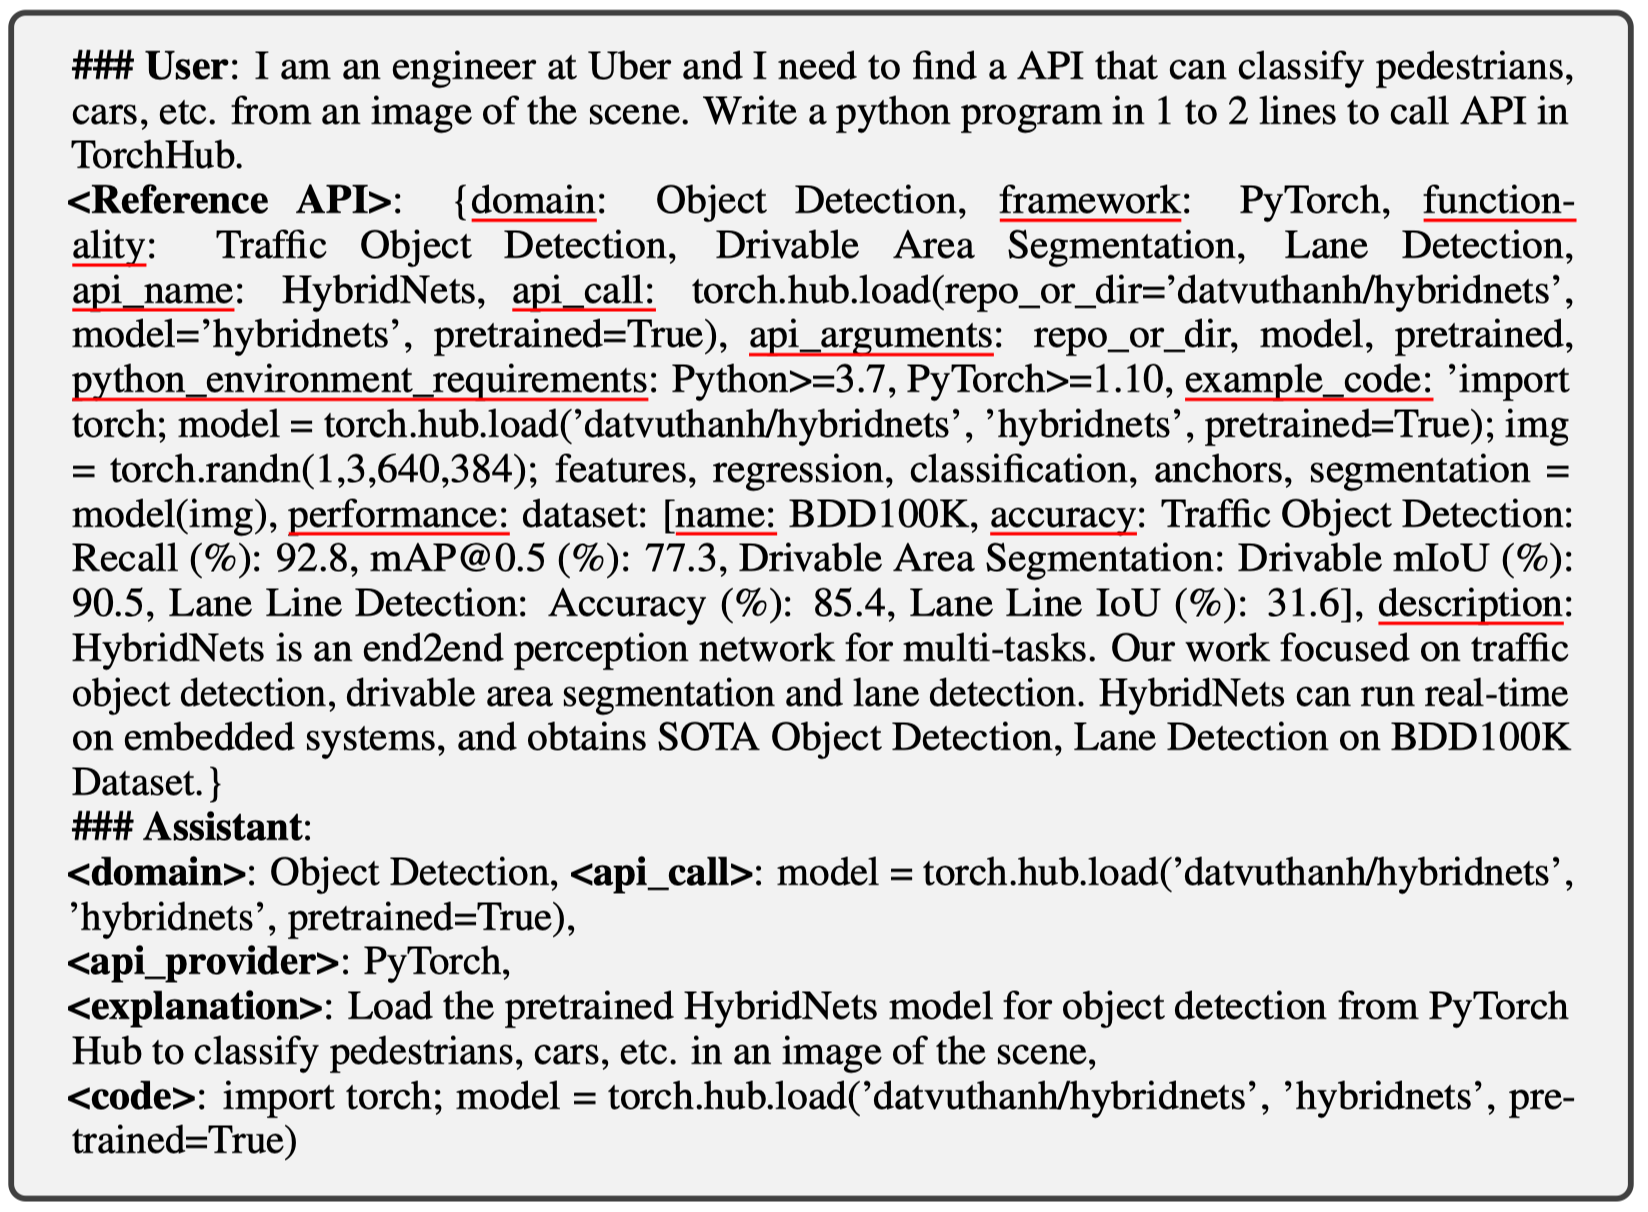 ### User: I am an engineer at Uber and I need to find a API that can classify pedestrians,
cars, etc. from an image of the scene. Write a python program in 1 to 2 lines to call API in
TorchHub.
<Reference API>: {domain: Object Detection, framework: PyTorch, function-
ality: Traffic Object Detection, Drivable Area Segmentation, Lane Detection,
api_name: HybridNets, api_call: torch.hub.load(repo_or_dir=’datvuthanh/hybridnets’,
model=’hybridnets’, pretrained=True), api_arguments: repo_or_dir, model, pretrained,
python_environment_requirements: Python>=3.7, PyTorch>=1.10, example_code: ’import
torch; model = torch.hub.load(’datvuthanh/hybridnets’, ’hybridnets’, pretrained=True); img
= torch.randn(1,3,640,384); features, regression, classification, anchors, segmentation =
model(img), performance: dataset: [name: BDD100K, accuracy: Traffic Object Detection:
Recall (%): 92.8, mAP@0.5 (%): 77.3, Drivable Area Segmentation: Drivable mIoU (%):
90.5, Lane Line Detection: Accuracy (%): 85.4, Lane Line IoU (%): 31.6], description:
HybridNets is an end2end perception network for multi-tasks. Our work focused on traffic
object detection, drivable area segmentation and lane detection. HybridNets can run real-time
on embedded systems, and obtains SOTA Object Detection, Lane Detection on BDD100K
Dataset.}
### Assistant:
<domain>: Object Detection, <api_call>: model = torch.hub.load(’datvuthanh/hybridnets’,
’hybridnets’, pretrained=True),
<api_provider>: PyTorch,
<explanation>: Load the pretrained HybridNets model for object detection from PyTorch
Hub to classify pedestrians, cars, etc. in an image of the scene,
<code>: import torch; model = torch.hub.load(’datvuthanh/hybridnets’, ’hybridnets’, pre-
trained=True)